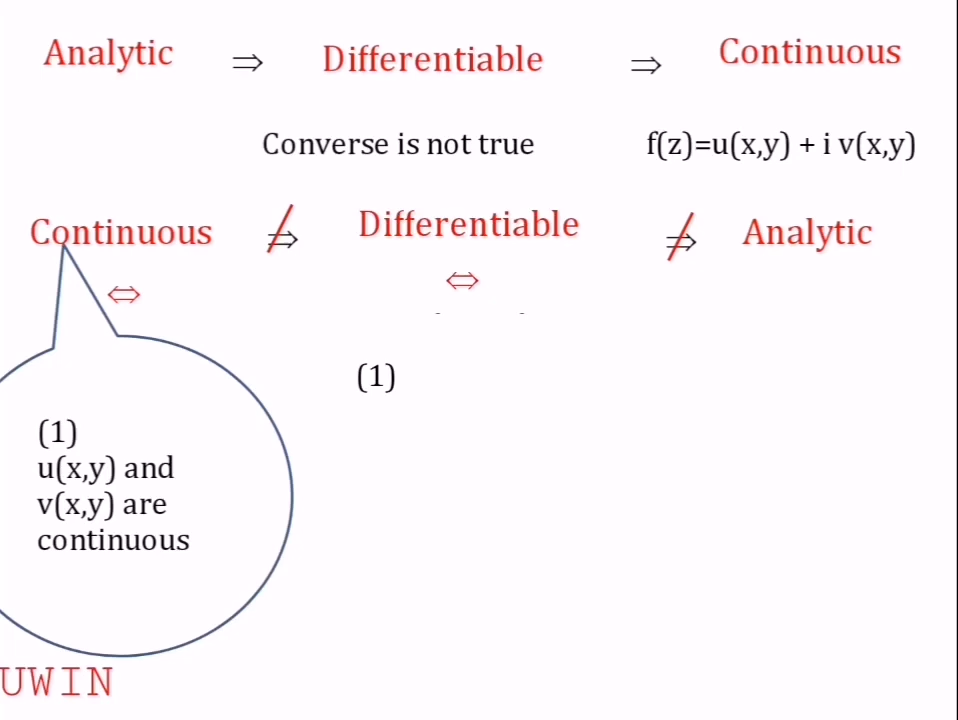 Analytic ⇒ Differentiable ⇒ Continuous
Converse is not true f(z)=u(x,y) + i v(x,y)
Continuous ⇏ Differentiable ⇏ Analytic
⇔ ⇔
(1)
(1)
u(x,y) and
v(x,y) are
continuous
UWIN